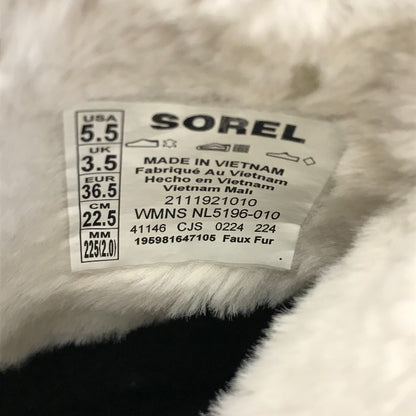 USA
5.5
UK
3.5
EUR
36.5
CM
22.5
MM
225(2.0)
SOREL
MADE IN VIETNAM
Fabriqué Au Vietnam
Hecho en Vietnam
Vietnam Malı
2111921010
WMNS NL5196-010
41146 CJS 0224 224
195981647105 Faux Fur